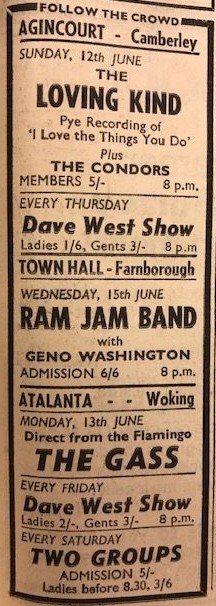 FOLLOW THE CROWD
AGINCOURT - Camberley
SUNDAY, 12th JUNE
THE
LOVING KIND
Pye Recording of
'I Love the Things You Do'
Plus
THE CONDORS
MEMBERS 5/- 8 p.m.
EVERY THURSDAY
Dave West Show
Ladies 1/6, Gents 3/- 8 p.m
TOWN HALL - Farnborough
WEDNESDAY, 15th JUNE
RAM JAM BAND
with
GENO WASHINGTON
ADMISSION 6/6 8 p.m.
ATALANTA - - Woking
MONDAY, 13th JUNE
Direct from the Flamingo
THE GASS
EVERY FRIDAY
Dave West Show
Ladies 2/-, Gents 3/- 8 p.m.
EVERY SATURDAY
TWO GROUPS
ADMISSION 5/-
Ladies before 8.30, 3/6